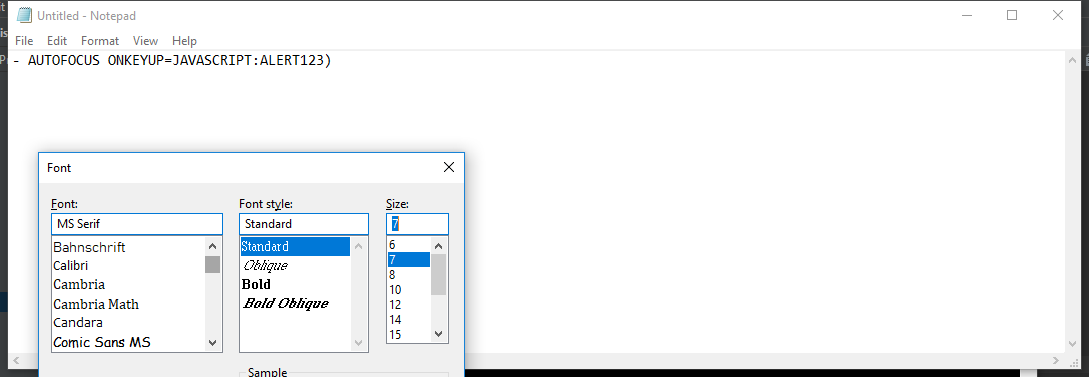 Untitled - Notepad
File Edit Format View Help
- AUTOFOCUS ONKEYUP=JAVASCRIPT:ALERT123)
Font
Font: Font style: Size:
MS Serif Standard 7
Bahnschrift Standard 6
Calibri Oblique 7
Cambria Bold 8
Cambria Math Bold Oblique 10
Candara 12
Comic Sans MS 14
15
Sample